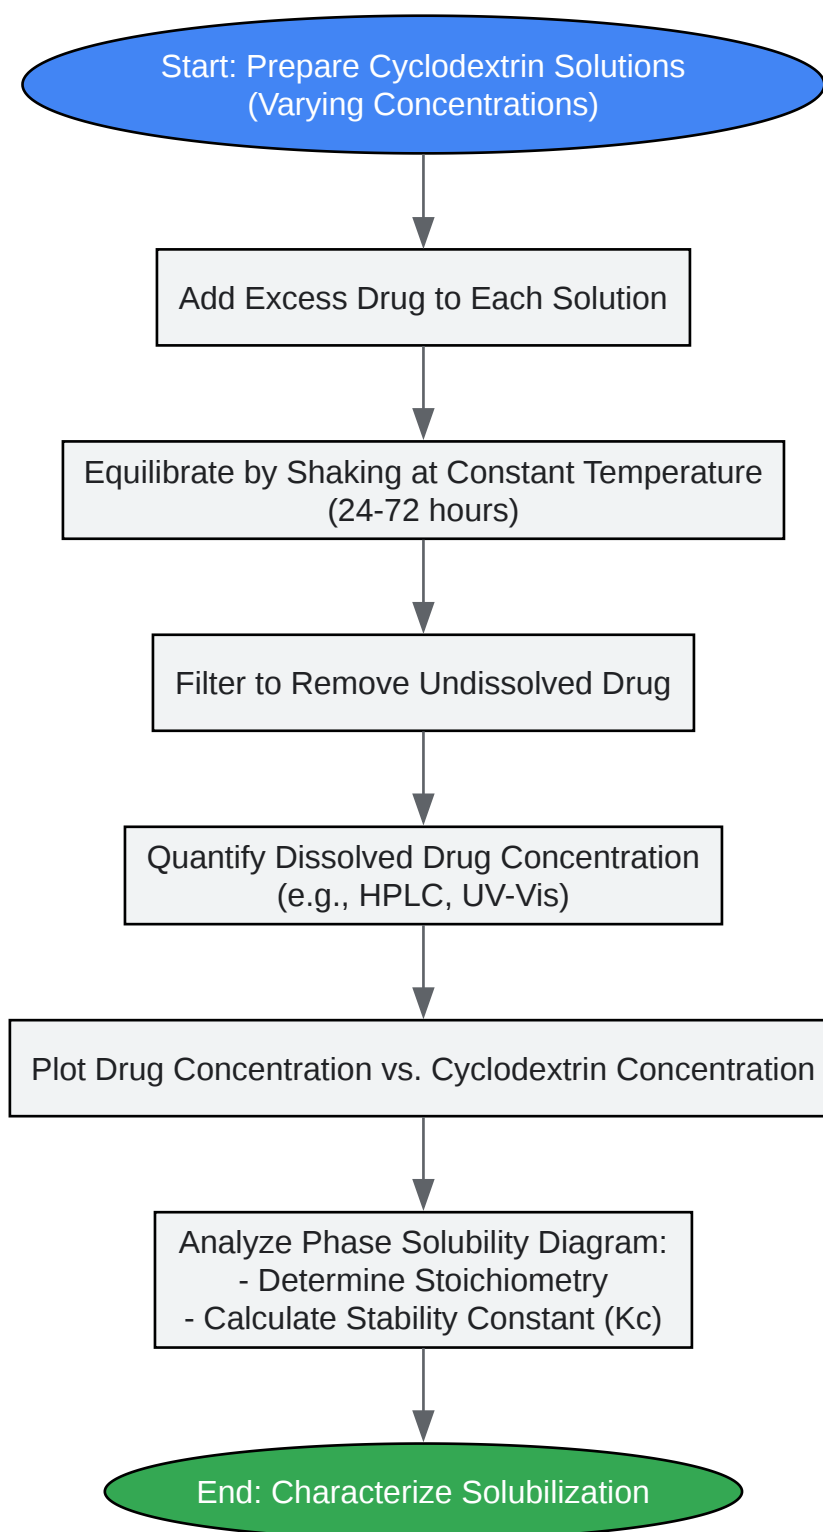 Start: Prepare Cyclodextrin Solutions
(Varying Concentrations)
Add Excess Drug to Each Solution
Equilibrate by Shaking at Constant Temperature
(24-72 hours)
Filter to Remove Undissolved Drug
Quantify Dissolved Drug Concentration
(e.g., HPLC, UV-Vis)
Plot Drug Concentration vs. Cyclodextrin Concentration
Analyze Phase Solubility Diagram:
- Determine Stoichiometry
- Calculate Stability Constant (Kc)
End: Characterize Solubilization